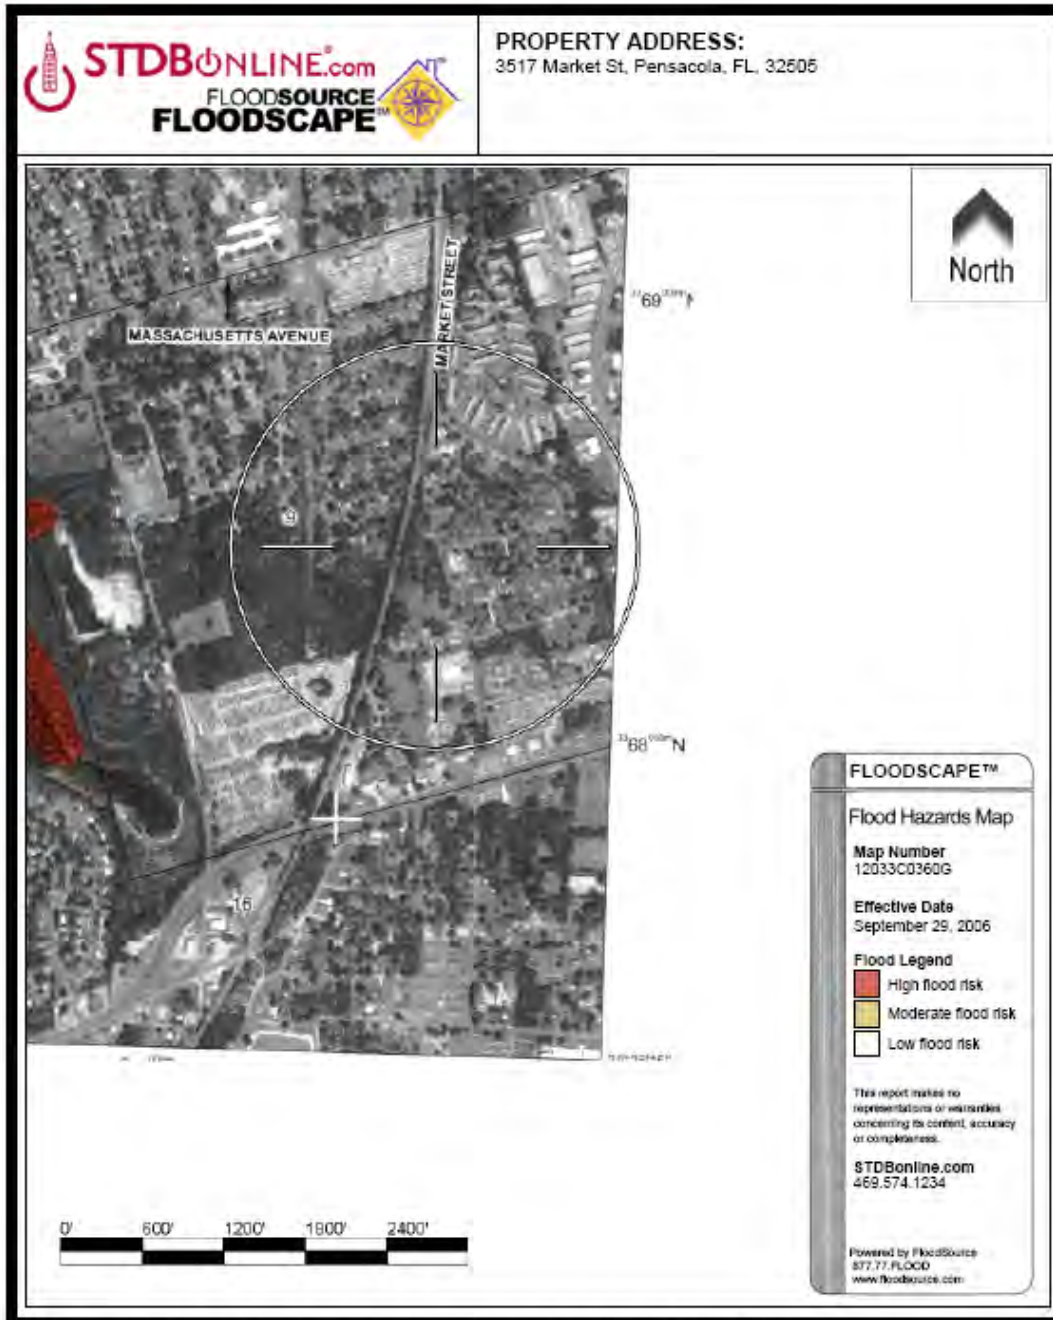 STDBONLINE.com®
FLOODSOURCE
FLOODSCAPE™
PROPERTY ADDRESS:
3517 Market St, Pensacola, FL, 32505
North
MASSACHUSETTS AVENUE
MARKET STREET
69
9
68 N
16
FLOODSCAPE™
Flood Hazards Map
Map Number
12033C0360G
Effective Date
September 29, 2006
Flood Legend
High flood risk
Moderate flood risk
Low flood risk
This report makes no
representations or warranties
concerning its content, accuracy
or completeness.
STDBonline.com
469.574.1234
Powered by FloodSource
877.77.FLOOD
www.floodsource.com
0' 600' 1200' 1800' 2400'